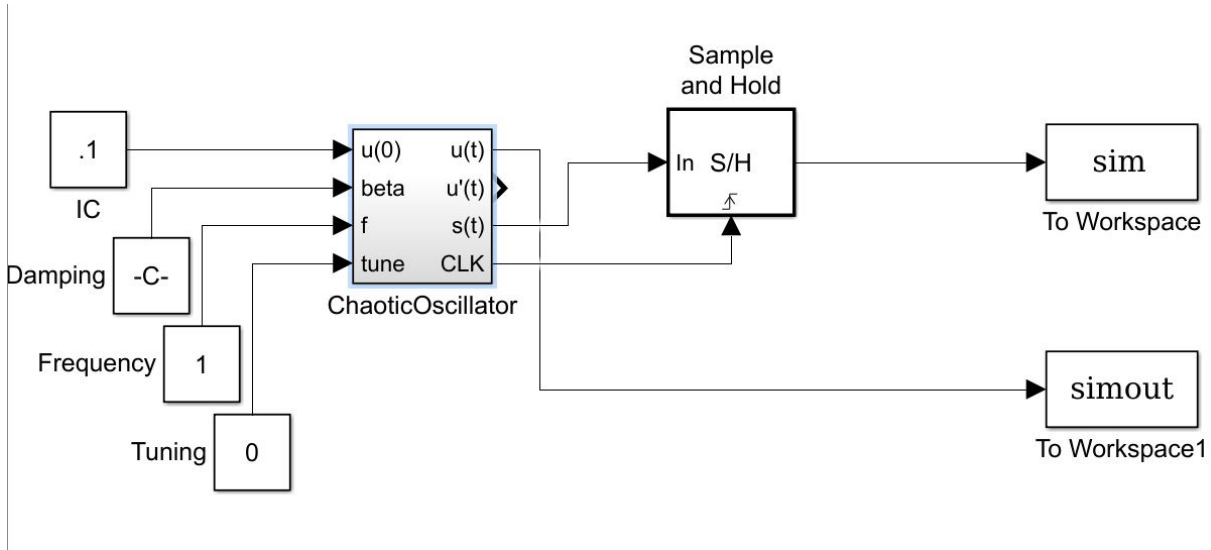 Sample
and Hold
.1
IC
u(0)
u(t)
beta
u'(t)
f
s(t)
tune
CLK
ChaoticOscillator
In
S/H
sim
To Workspace
Damping
-C-
Frequency
1
Tuning
0
simout
To Workspace1